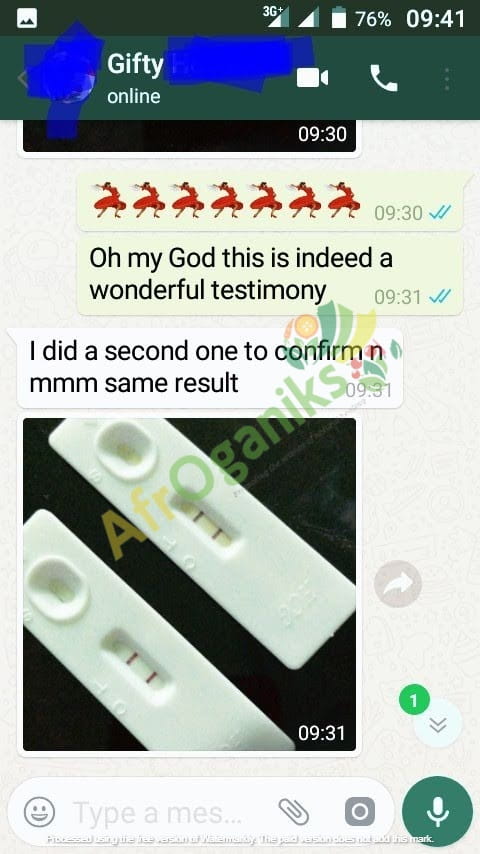 3G+ 76% 09:41
Gifty
online
09:30
09:30
Oh my God this is indeed a
wonderful testimony
09:31
I did a second one to confirm n
mmm same result
09:31
AfrOganiks
HCG
S
T
C
S
T
C
09:31
1
Type a mes...
Processed using the free version of Watermarkly. The paid version does not add this mark.